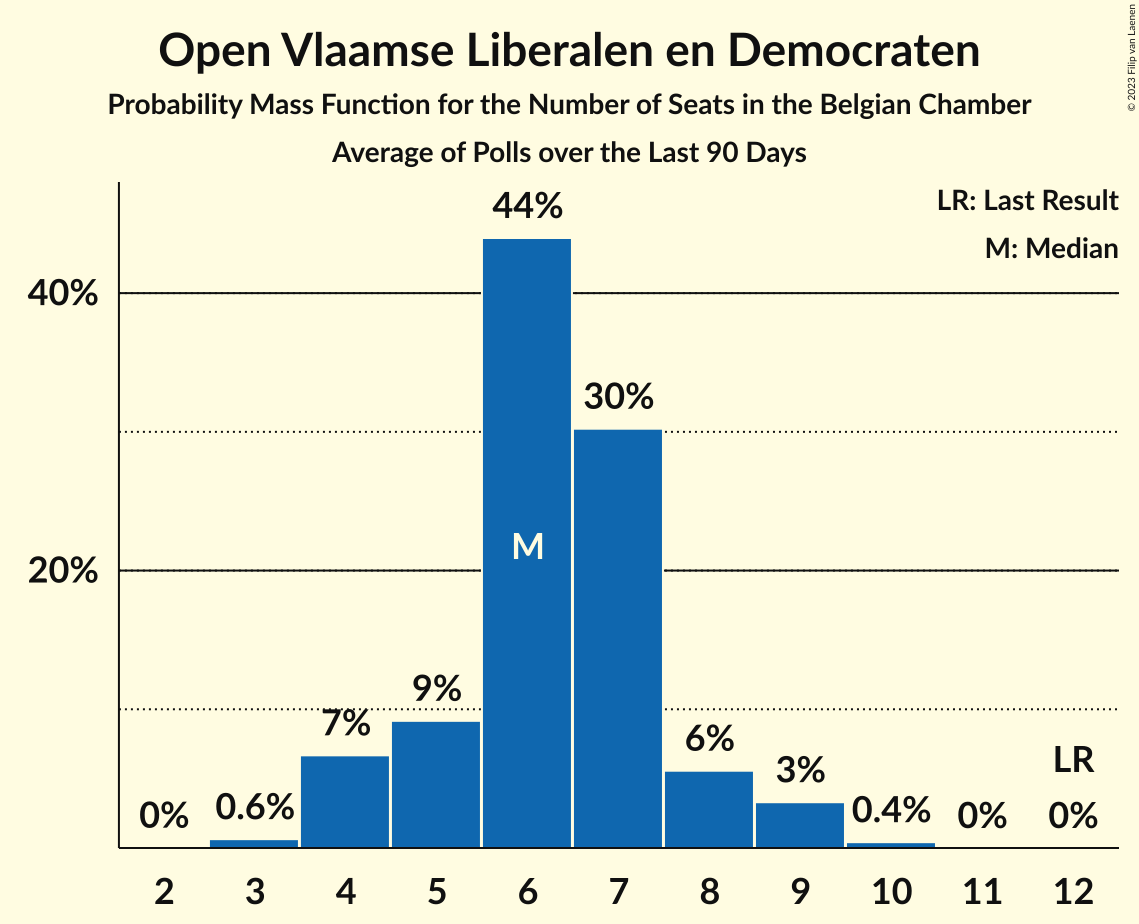 Open Vlaamse Liberalen en Democraten
Probability Mass Function for the Number of Seats in the Belgian Chamber
Average of Polls over the Last 90 Days
© 2023 Filip van Laenen
LR: Last Result
M: Median
44%
40%
30%
M
20%
9%
7%
6%
3%
LR
0%
0.6%
0.4%
0%
0%
2 3 4 5 6 7 8 9 10 11 12